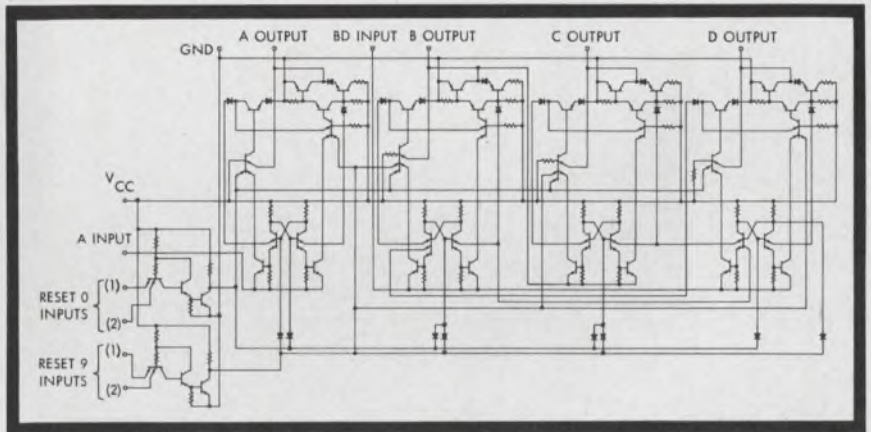 GND
A OUTPUT
BD INPUT
B OUTPUT
C OUTPUT
D OUTPUT
VCC
A INPUT
RESET 0
INPUTS
(1)
(2)
RESET 9
INPUTS
(1)
(2)